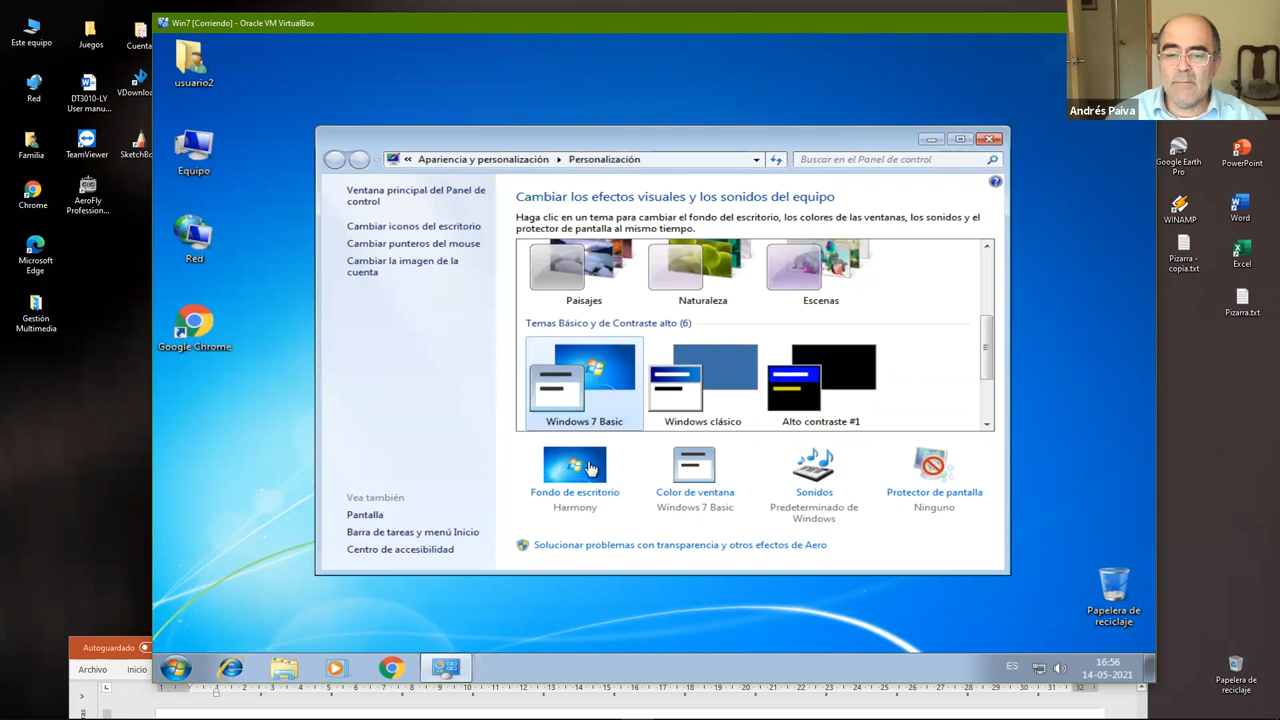 Win7 [Corriendo] - Oracle VM VirtualBox
Este equipo
Juegos
Cuenta
Red
DT3010-LY
User manu...
VDownloa
Familia
TeamViewer
SketchBo
Chrome
AeroFly
Profession...
Microsoft
Edge
Gestión
Multimedia
usuario2
Equipo
Red
Google Chrome
Apariencia y personalización
Personalización
Buscar en el Panel de control
Ventana principal del Panel de
control
Cambiar iconos del escritorio
Cambiar punteros del mouse
Cambiar la imagen de la
cuenta
Vea también
Pantalla
Barra de tareas y menú Inicio
Centro de accesibilidad
Cambiar los efectos visuales y los sonidos del equipo
Haga clic en un tema para cambiar el fondo del escritorio, los colores de las ventanas, los sonidos y el
protector de pantalla al mismo tiempo.
Paisajes
Naturaleza
Escenas
Temas Básico y de Contraste alto (6)
Windows 7 Basic
Windows clásico
Alto contraste #1
Fondo de escritorio
Harmony
Color de ventana
Windows 7 Basic
Sonidos
Predeterminado de
Windows
Protector de pantalla
Ninguno
Solucionar problemas con transparencia y otros efectos de Aero
Andrés Paiva
Google Earth
Pro
PowerPoint
WINAMP
Word
Pizarra -
copia.txt
Excel
Pizarra.txt
Papelera de
reciclaje
Papelera de
reciclaje
Autoguardado
Archivo
Inicio
ES
16:56
14-05-2021